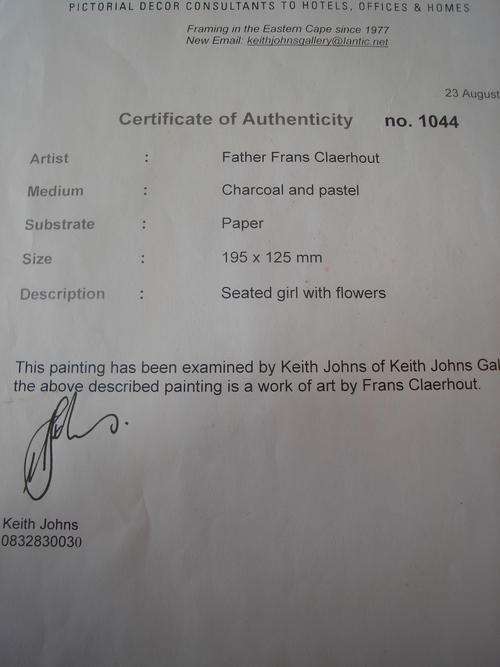 PICTORIAL DECOR CONSULTANTS TO HOTELS, OFFICES & HOMES
Framing in the Eastern Cape since 1977
New Email: keithjohnsgallery@lantic.net
23 August
Certificate of Authenticity no. 1044
Artist : Father Frans Claerhout
Medium : Charcoal and pastel
Substrate : Paper
Size : 195 x 125 mm
Description : Seated girl with flowers
This painting has been examined by Keith Johns of Keith Johns Gal
the above described painting is a work of art by Frans Claerhout.
Keith Johns
0832830030